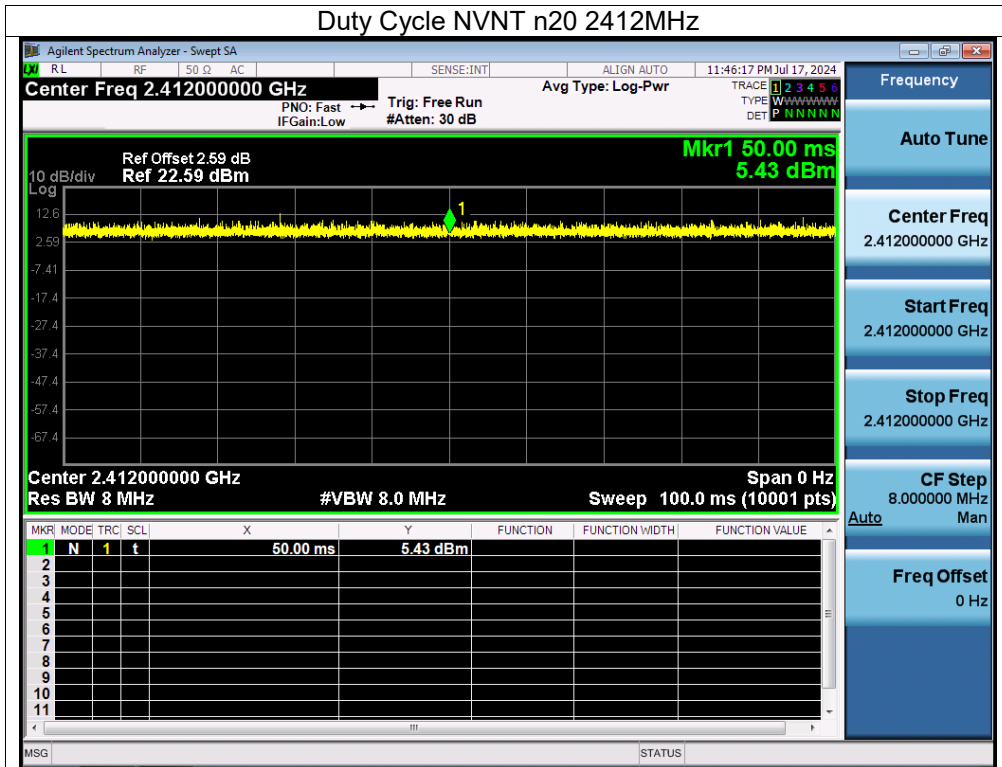 Duty Cycle NVNT n20 2412MHz
Agilent Spectrum Analyzer - Swept SA
LXI RL RF 50 Ω AC SENSE:INT ALIGN AUTO 11:46:17 PM Jul 17, 2024
Center Freq 2.412000000 GHz
PNO: Fast Trig: Free Run Avg Type: Log-Pwr TRACE 1 2 3 4 5 6
IFGain:Low #Atten: 30 dB TYPE WWWWWW
DET P N N N N N
Mkr1 50.00 ms
5.43 dBm
Ref Offset 2.59 dB
10 dB/div Ref 22.59 dBm
Log
1
12.6
2.59
-7.41
-17.4
-27.4
-37.4
-47.4
-57.4
-67.4
Center 2.412000000 GHz Span 0 Hz
Res BW 8 MHz #VBW 8.0 MHz Sweep 100.0 ms (10001 pts)
MKR MODE TRC SCL X Y FUNCTION FUNCTION WIDTH FUNCTION VALUE
1 N 1 t 50.00 ms 5.43 dBm
2
3
4
5
6
7
8
9
10
11
MSG STATUS
Frequency
Auto Tune
Center Freq
2.412000000 GHz
Start Freq
2.412000000 GHz
Stop Freq
2.412000000 GHz
CF Step
8.000000 MHz
Auto Man
Freq Offset
0 Hz